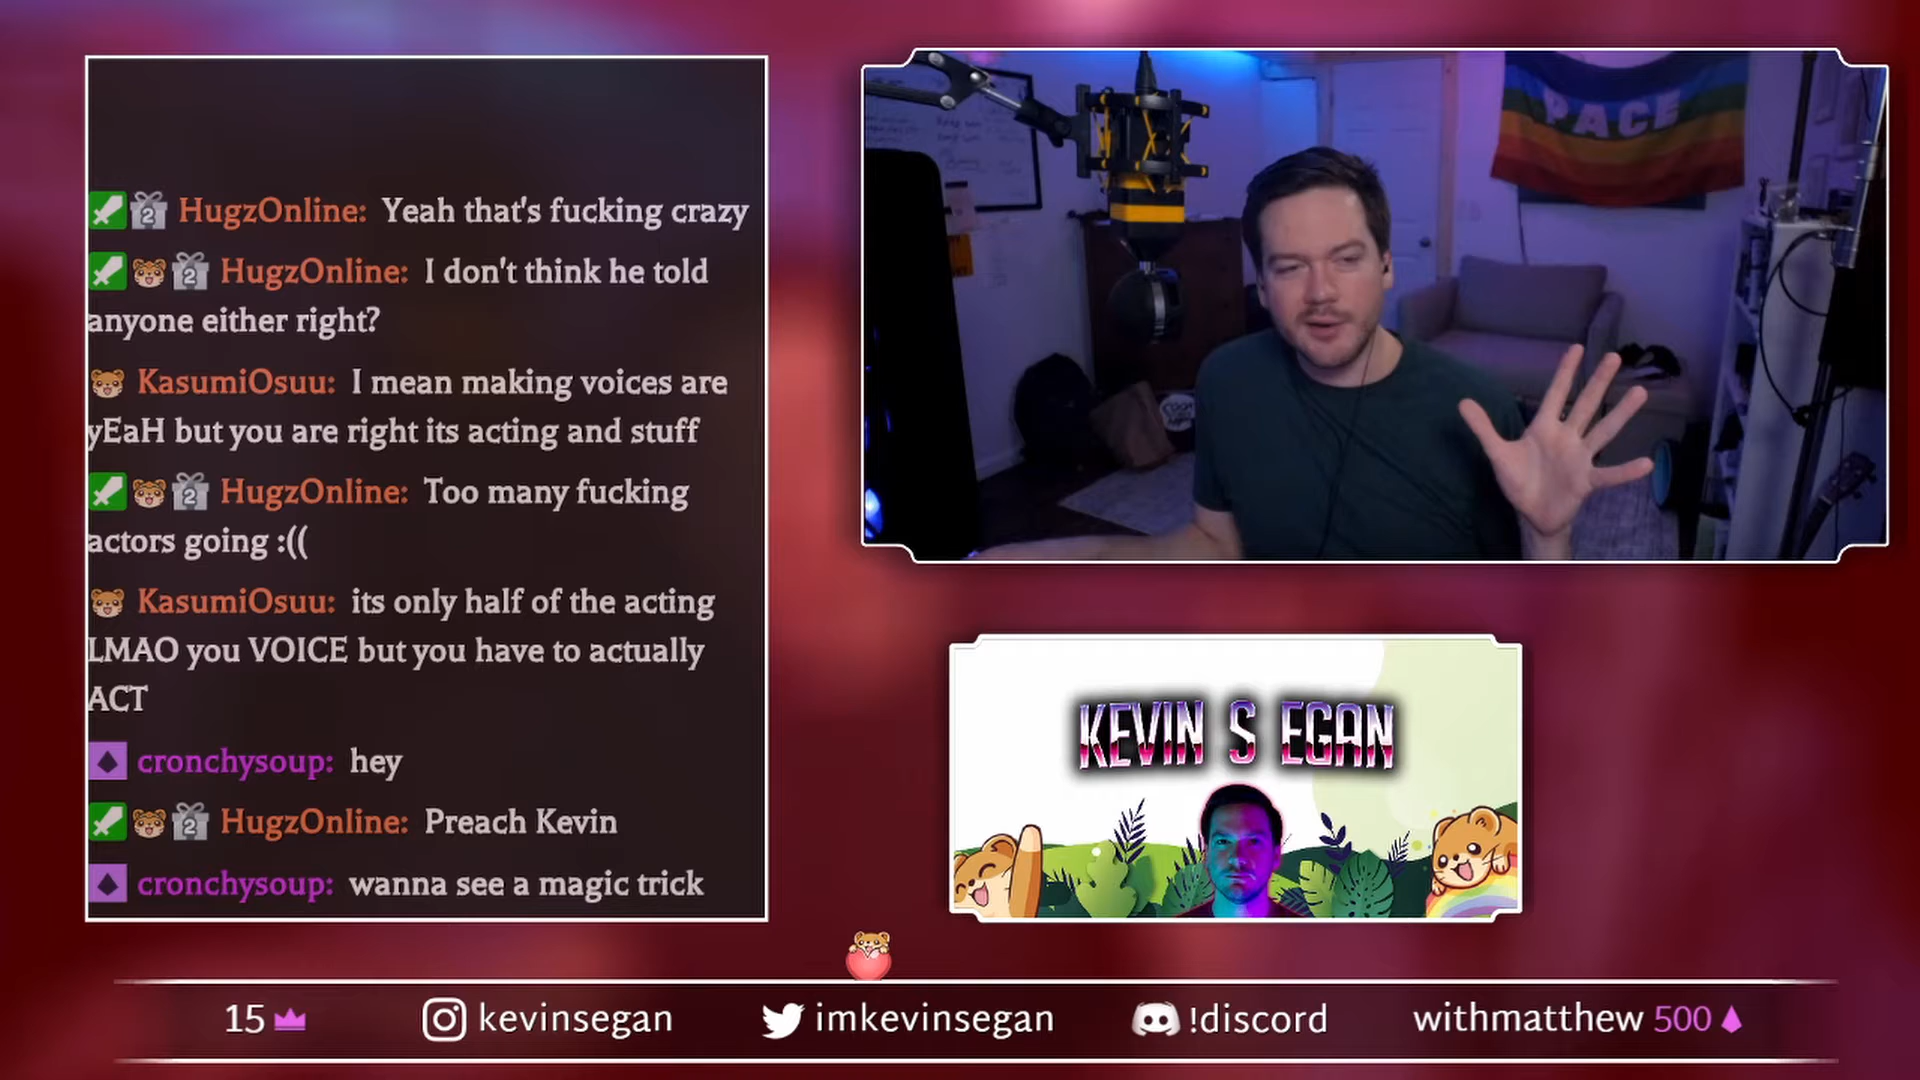 HugzOnline: Yeah that's fucking crazy
HugzOnline: I don't think he told
anyone either right?
KasumiOsuu: I mean making voices are
yEaH but you are right its acting and stuff
HugzOnline: Too many fucking
actors going :((
KasumiOsuu: its only half of the acting
LMAO you VOICE but you have to actually
ACT
cronchysoup: hey
HugzOnline: Preach Kevin
cronchysoup: wanna see a magic trick
PACE
KEVIN S EGAN
15
kevinsegan
imkevinsegan
!discord
withmatthew 500